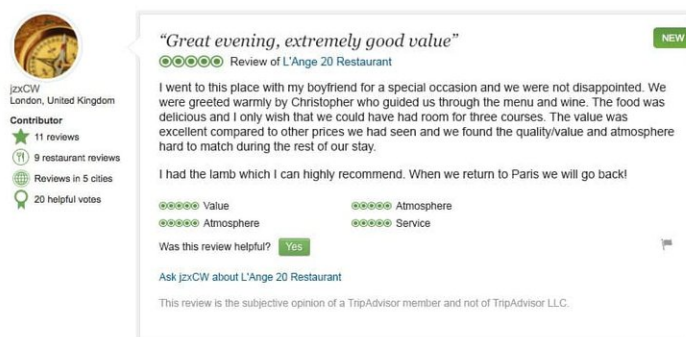 jzxCW
London, United Kingdom
Contributor
11 reviews
9 restaurant reviews
Reviews in 5 cities
20 helpful votes
“Great evening, extremely good value”
NEW
Review of L'Ange 20 Restaurant
I went to this place with my boyfriend for a special occasion and we were not disappointed. We
were greeted warmly by Christopher who guided us through the menu and wine. The food was
delicious and I only wish that we could have had room for three courses. The value was
excellent compared to other prices we had seen and we found the quality/value and atmosphere
hard to match during the rest of our stay.
I had the lamb which I can highly recommend. When we return to Paris we will go back!
Value
Atmosphere
Atmosphere
Service
Was this review helpful? Yes
Ask jzxCW about L'Ange 20 Restaurant
This review is the subjective opinion of a TripAdvisor member and not of TripAdvisor LLC.